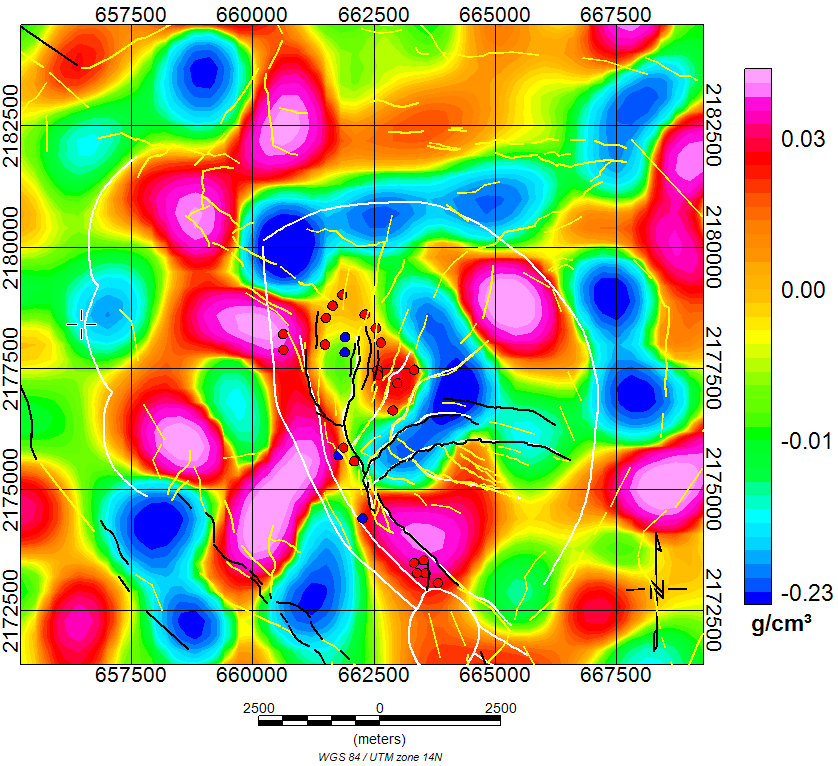 657500 660000 662500 665000 667500
2182500 2182500
2180000 2180000
2177500 2177500
2175000 2175000
2172500 2172500
0.03
0.00
-0.01
-0.23
g/cm³
N
657500 660000 662500 665000 667500
2500 0 2500
(meters)
WGS 84 / UTM zone 14N